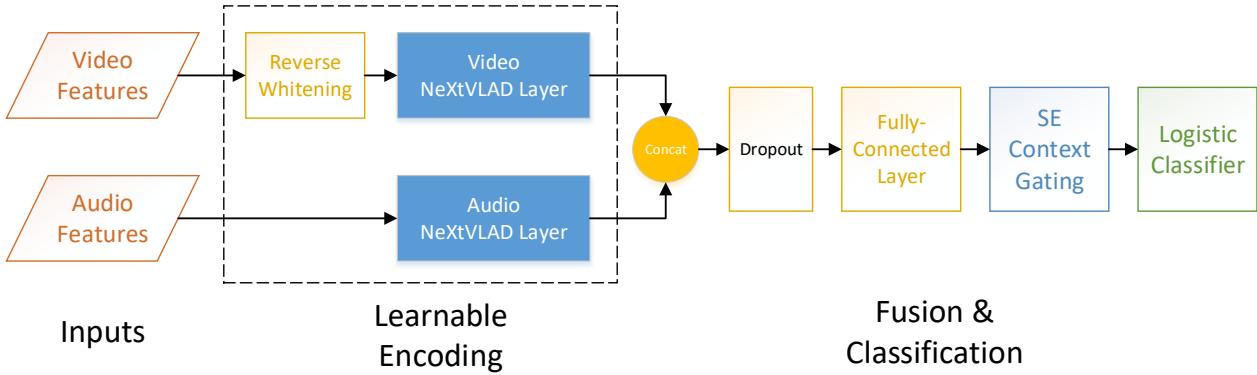 Video
Features
Reverse
Whitening
Video
NeXtVLAD Layer
Audio
Features
Audio
NeXtVLAD Layer
Concat
Dropout
Fully-
Connected
Layer
SE
Context
Gating
Logistic
Classifier
Inputs
Learnable
Encoding
Fusion &
Classification